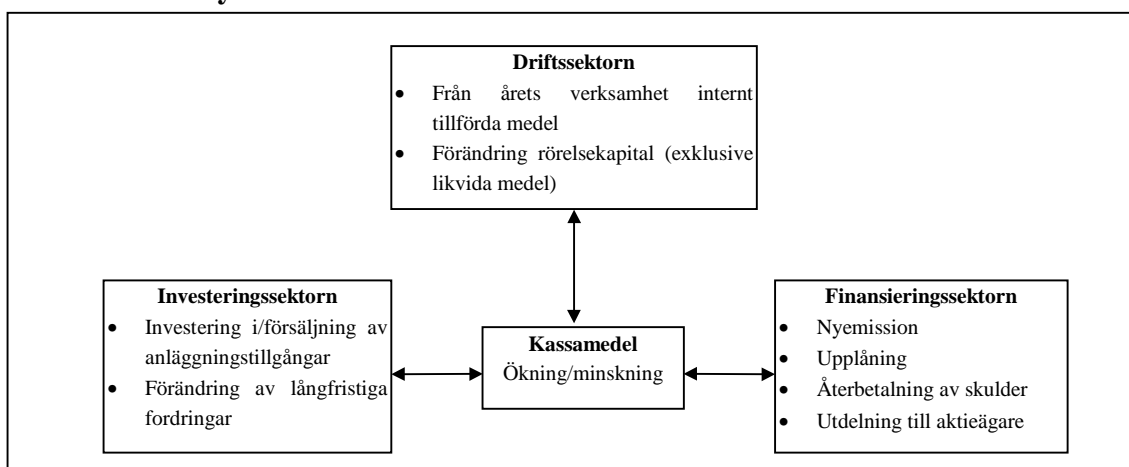 Driftssektorn
• Från årets verksamhet internt
tillförda medel
• Förändring rörelsekapital (exklusive
likvida medel)
Investeringssektorn
• Investering i/försäljning av
anläggningstillgångar
• Förändring av långfristiga
fordringar
Kassamedel
Ökning/minskning
Finansieringssektorn
• Nyemission
• Upplåning
• Återbetalning av skulder
• Utdelning till aktieägare